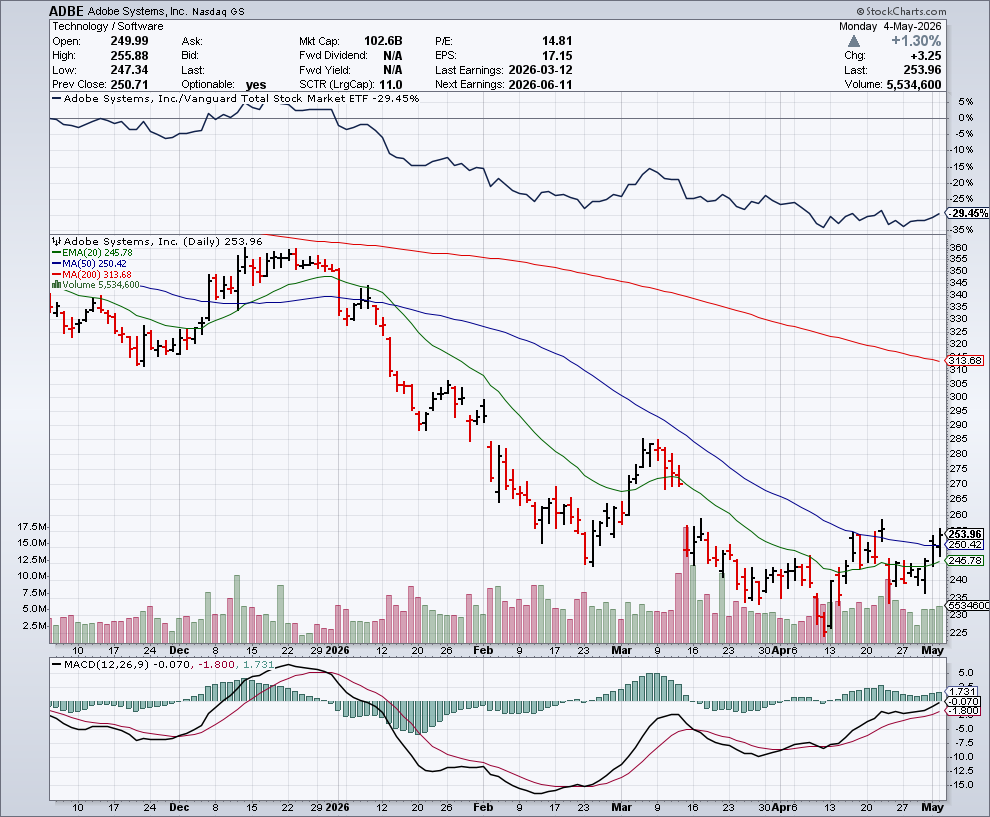 ADBE Adobe Systems, Inc. Nasdaq GS
© StockCharts.com
Technology / Software
Monday 4-May-2026
Open: 249.99 Ask: Mkt Cap: 102.6B P/E: 14.81 +1.30%
High: 255.88 Bid: Fwd Dividend: N/A EPS: 17.15 Chg: +3.25
Low: 247.34 Last: Fwd Yield: N/A Last Earnings: 2026-03-12 Last: 253.96
Prev Close: 250.71 Optionable: yes SCTR (LrgCap): 11.0 Next Earnings: 2026-06-11 Volume: 5,534,600
Adobe Systems, Inc./Vanguard Total Stock Market ETF -29.45%
5%
0%
-5%
-10%
-15%
-20%
-25%
-29.45%
-35%
Adobe Systems, Inc. (Daily) 253.96
EMA(20) 245.78
MA(50) 250.42
MA(200) 313.68
Volume 5,534,600
360
355
350
345
340
335
330
325
320
313.68
310
305
300
295
290
285
280
275
270
265
260
253.96
250.42
245.78
240
235
5534600
230
225
17.5M
15.0M
12.5M
10.0M
7.5M
5.0M
2.5M
10 17 24 Dec 8 15 22 29 2026 12 20 26 Feb 9 17 23 Mar 9 16 23 30 Apr 6 13 20 27 May
MACD(12,26,9) -0.070, -1.800, 1.731
5.0
1.731
-0.070
-1.800
-5.0
-7.5
-10.0
-12.5
-15.0
10 17 24 Dec 8 15 22 29 2026 12 20 26 Feb 9 17 23 Mar 9 16 23 30 Apr 6 13 20 27 May